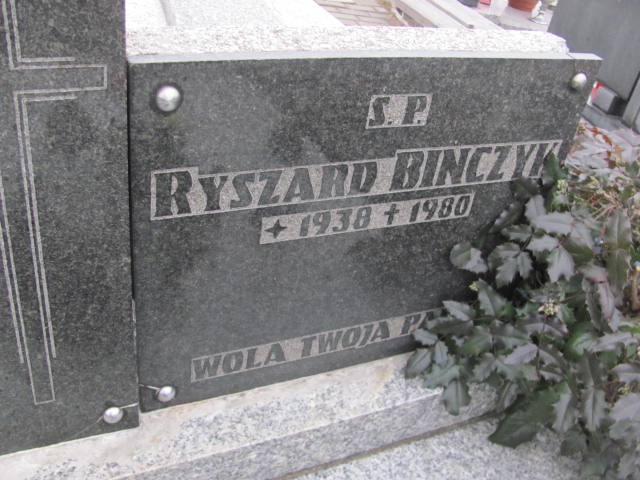 Ś. P.
RYSZARD BINCZYK
✦ 1938 ✝ 1980
WOLA TWOJA